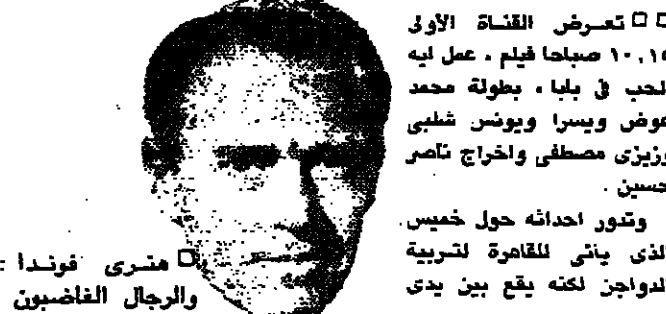 □□ تعرض القناة الأولى
١٠,١٥ صباحا فيلم « عمل ايه
الحب في بابا » بطولة محمد
عوض ويسرا ويونس شلبى
وزيزى مصطفى واخراج ناصر
حسين .
وتدور احداثه حول خميس
الذى يأتى للقاهرة لتربية
الدواجن لكنه يقع بين يدى
□ هنرى فوندا :
والرجال الغاضبون